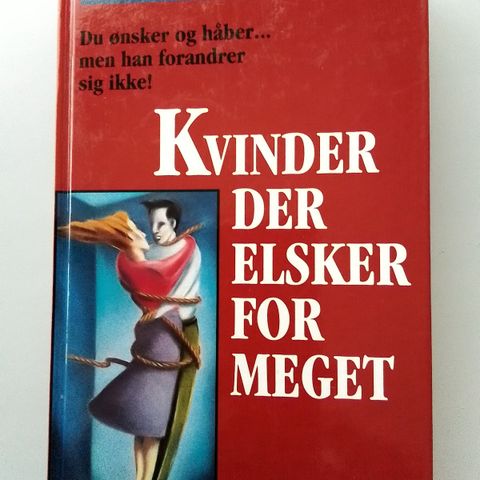 Du ønsker og håber...
men han forandrer
sig ikke!
KVINDER
DER
ELSKER
FOR
MEGET